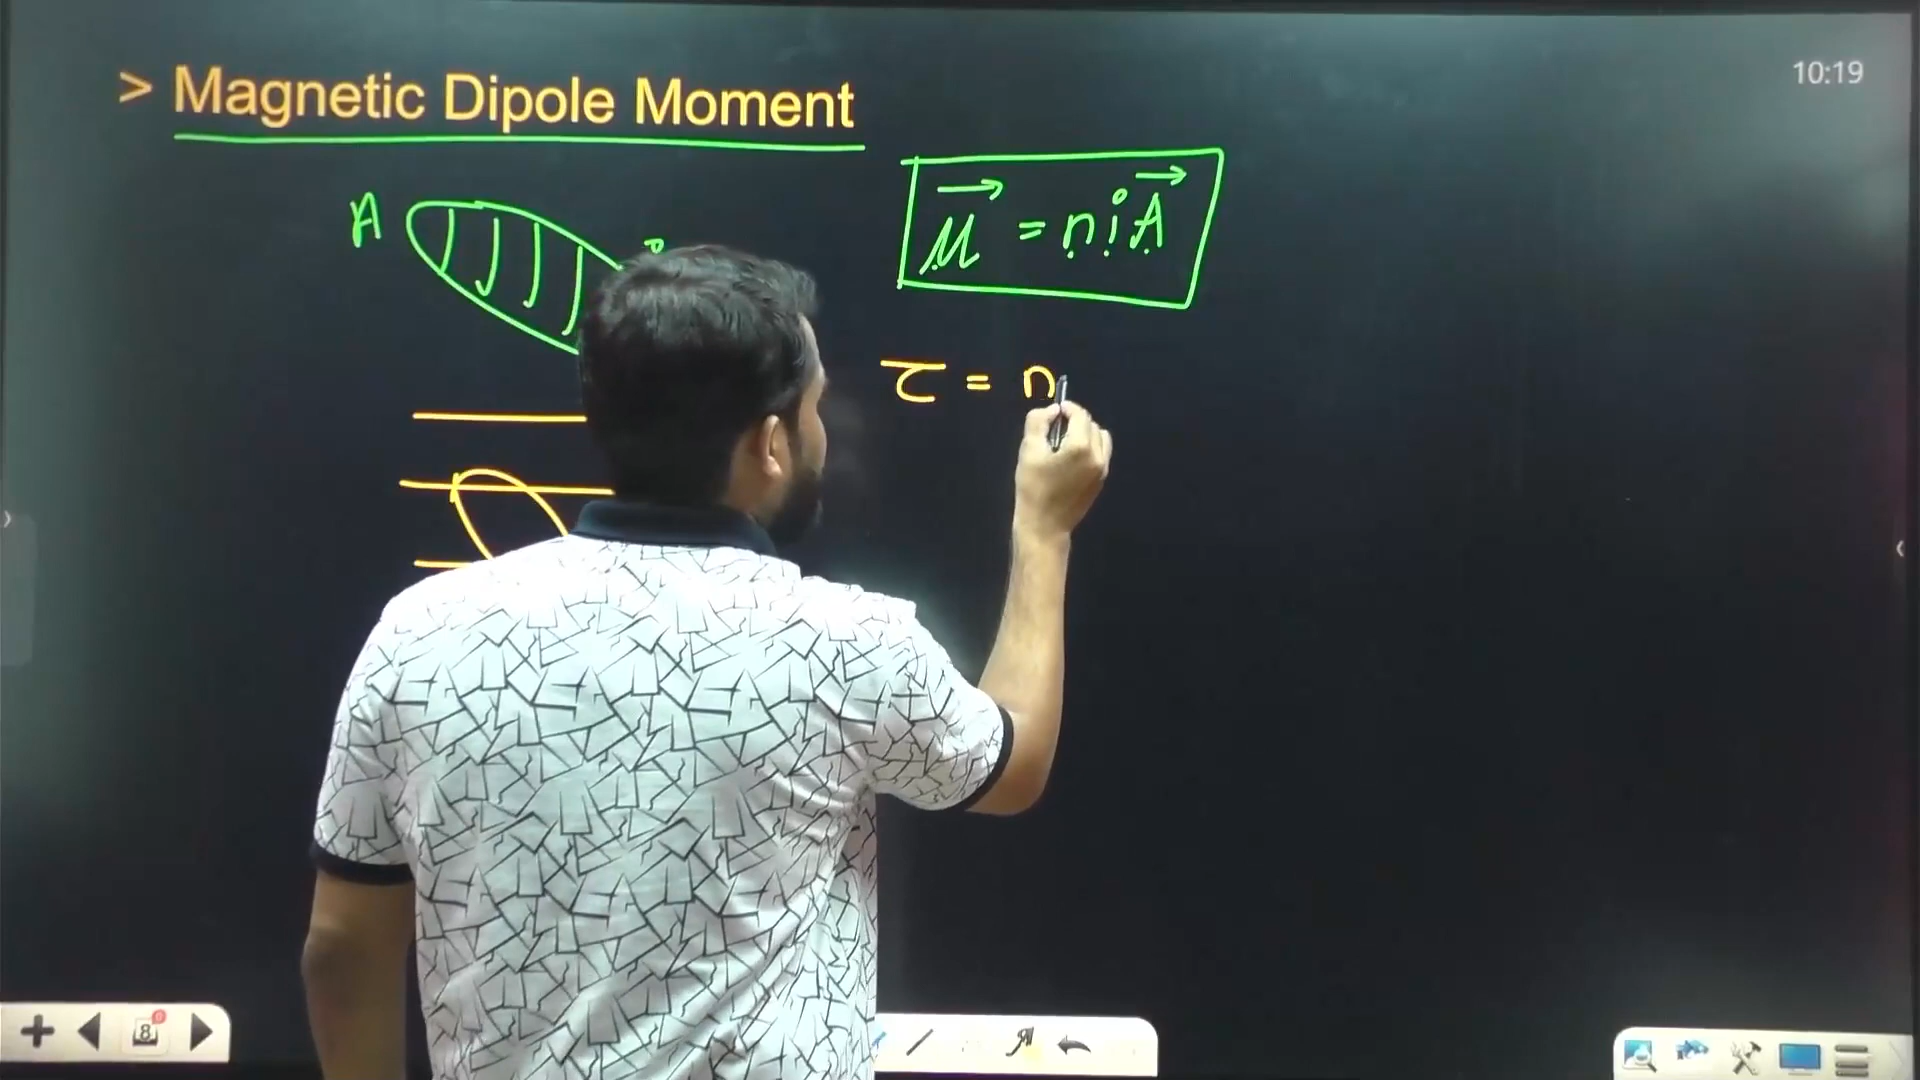 > Magnetic Dipole Moment
10:19
A
μ⃗ = niA⃗
τ = n
8